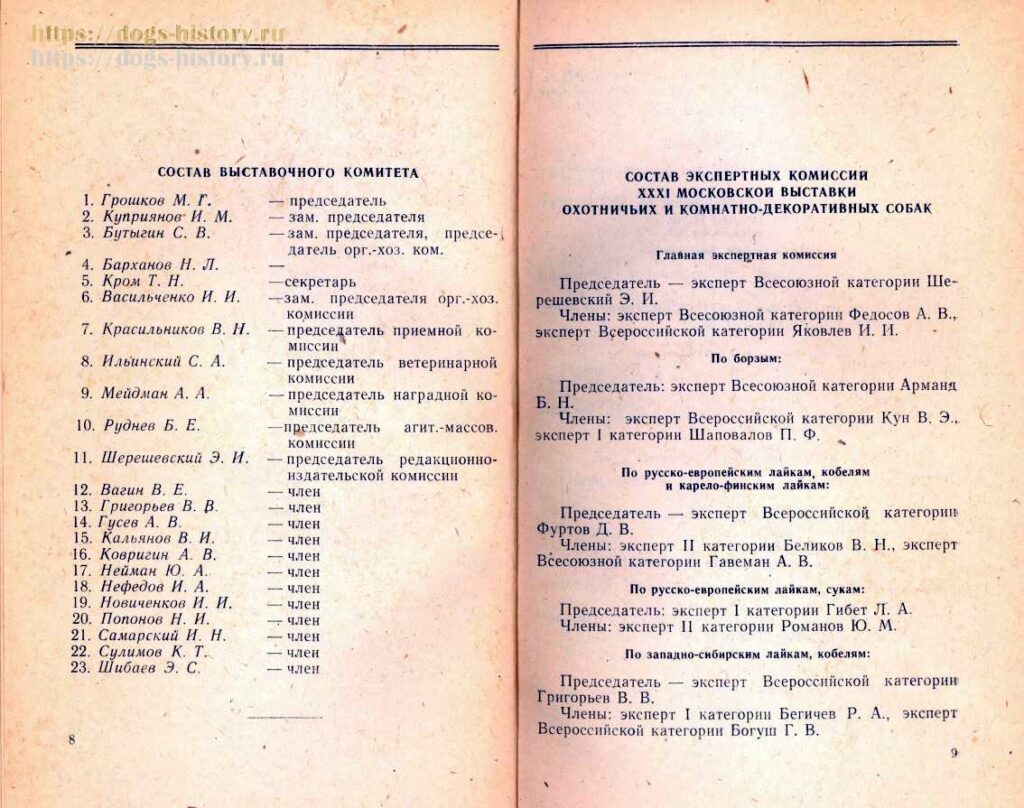 https://dogs-history.ru
https://dogs-history.ru
СОСТАВ ВЫСТАВОЧНОГО КОМИТЕТА
1. Грошков М. Г. — председатель
2. Куприянов И. М. — зам. председателя
3. Бутыгин С. В. — зам. председателя, предсе-
датель орг.-хоз. ком.
4. Барханов Н. Л. —
5. Кром Т. Н. —секретарь
6. Васильченко И. И. —зам. председателя орг.-хоз.
комиссии
7. Красильников В. Н. — председатель приемной ко-
миссии
8. Ильинский С. А. — председатель ветеринарной
комиссии
9. Мейдман А. А. — председатель наградной ко-
миссии
10. Руднев Б. Е. —председатель агит.-массов.
комиссии
11. Шерешевский Э. И. — председатель редакционно-
издательской комиссии
12. Вагин В. Е. — член
13. Григорьев В. В. — член
14. Гусев А. В. — член
15. Кальянов В. И. — член
16. Ковригин А. В. — член
17. Нейман Ю. А. — член
18. Нефедов И. А. — член
19. Новиченков И. И. — член
20. Попонов Н. И. — член
21. Самарский И. Н. — член
22. Сулимов К. Т. — член
23. Шибаев Э. С. — член
8
СОСТАВ ЭКСПЕРТНЫХ КОМИССИЙ
XXXI МОСКОВСКОЙ ВЫСТАВКИ
ОХОТНИЧЬИХ И КОМНАТНО-ДЕКОРАТИВНЫХ СОБАК
Главная экспертная комиссия
Председатель — эксперт Всесоюзной категории Ше-
решевский Э. И.
Члены: эксперт Всесоюзной категории Федосов А. В.,
эксперт Всероссийской категории Яковлев И. И.
По борзым:
Председатель: эксперт Всесоюзной категории Арманд
Б. Н.
Члены: эксперт Всероссийской категории Кун В. Э.,
эксперт I категории Шаповалов П. Ф.
По русско-европейским лайкам, кобелям
и карело-финским лайкам:
Председатель — эксперт Всероссийской категории
Фуртов Д. В.
Члены: эксперт II категории Беликов В. Н., эксперт
Всесоюзной категории Гавеман А. В.
По русско-европейским лайкам, сукам:
Председатель: эксперт I категории Гибет Л. А.
Члены: эксперт II категории Романов Ю. М.
По западно-сибирским лайкам, кобелям:
Председатель — эксперт Всероссийской категории
Григорьев В. В.
Члены: эксперт I категории Бегичев Р. А., эксперт
Всероссийской категории Богуш Г. В.
9